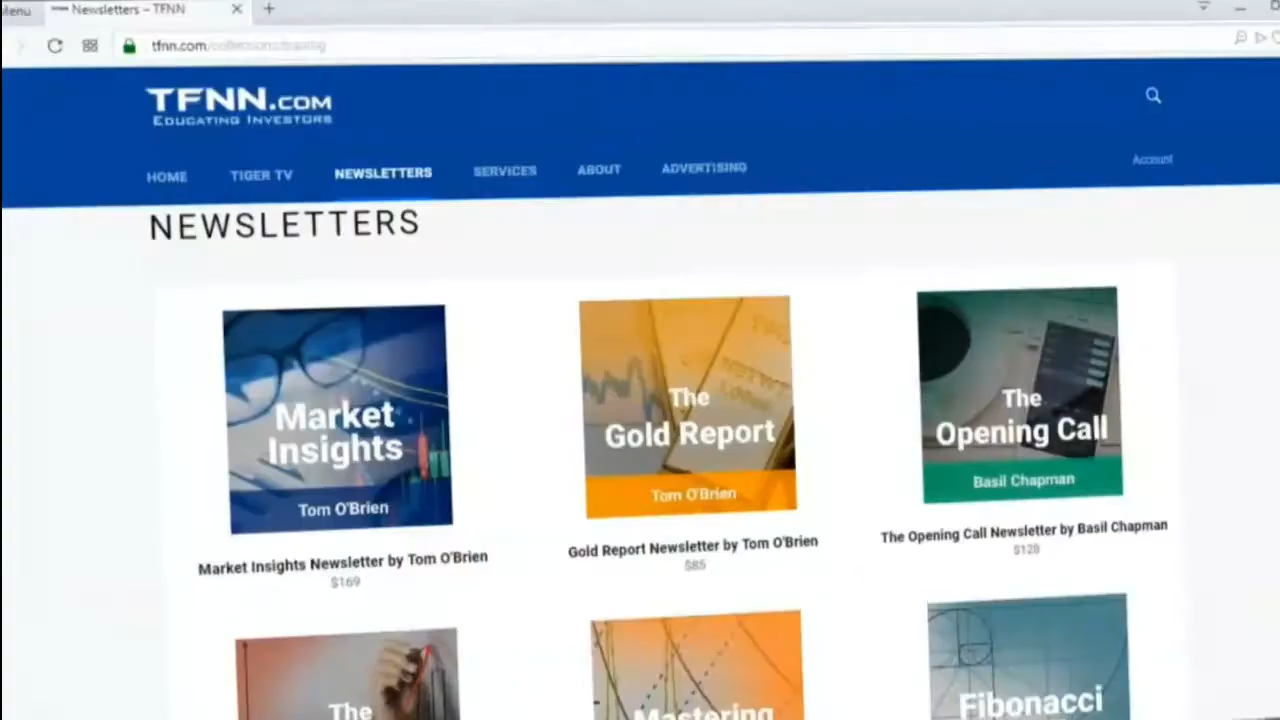 Menu
Newsletters – TFNN
tfnn.com/collections/
TFNN.COM
EDUCATING INVESTORS
HOME TIGER TV NEWSLETTERS SERVICES ABOUT ADVERTISING
Account
NEWSLETTERS
Market
Insights
Tom O'Brien
Market Insights Newsletter by Tom O'Brien
$169
The
Gold Report
Tom O'Brien
Gold Report Newsletter by Tom O'Brien
$85
The
Opening Call
Basil Chapman
The Opening Call Newsletter by Basil Chapman
$128
The
Mastering
Fibonacci